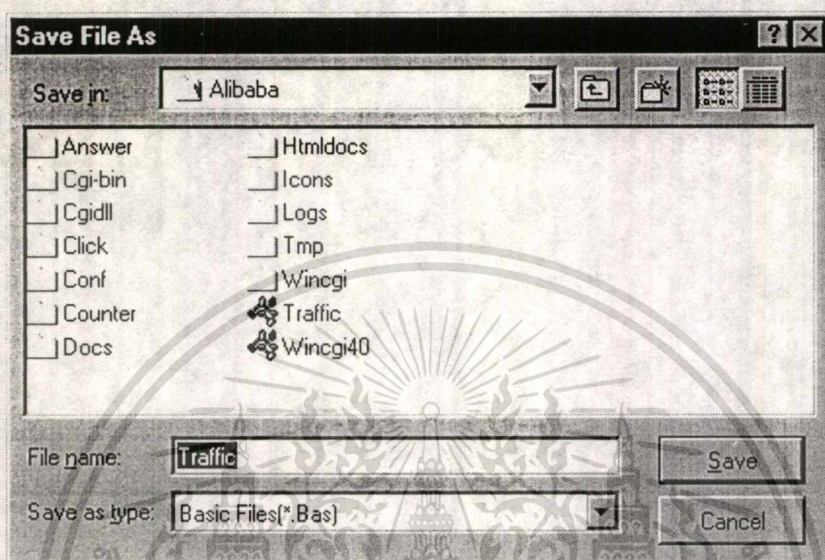 Save File As
Save in: Alibaba
Answer
Cgi-bin
Cgidll
Click
Conf
Counter
Docs
Htmldocs
Icons
Logs
Tmp
Wincgi
Traffic
Wincgi40
File name: Traffic Save
Save as type: Basic Files(*.Bas) Cancel